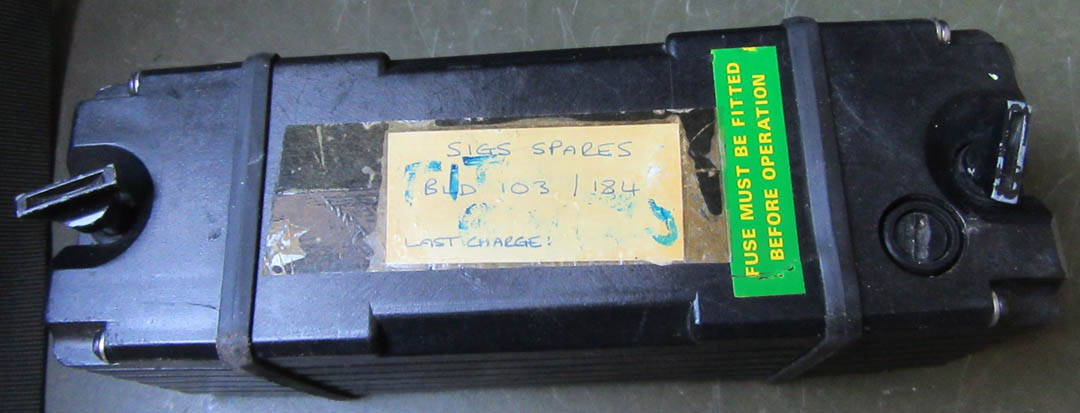 SIGS SPARES
BLD 103 / 184
LAST CHARGE:
FUSE MUST BE FITTED
BEFORE OPERATION